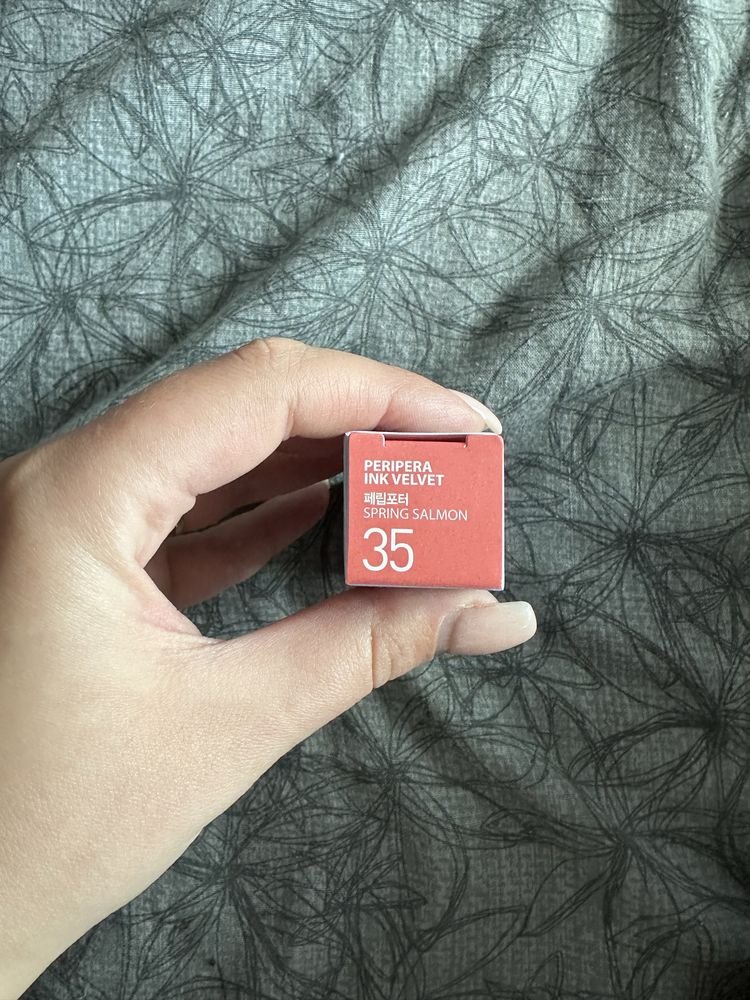 PERIPERA
INK VELVET
페립포터
SPRING SALMON
35